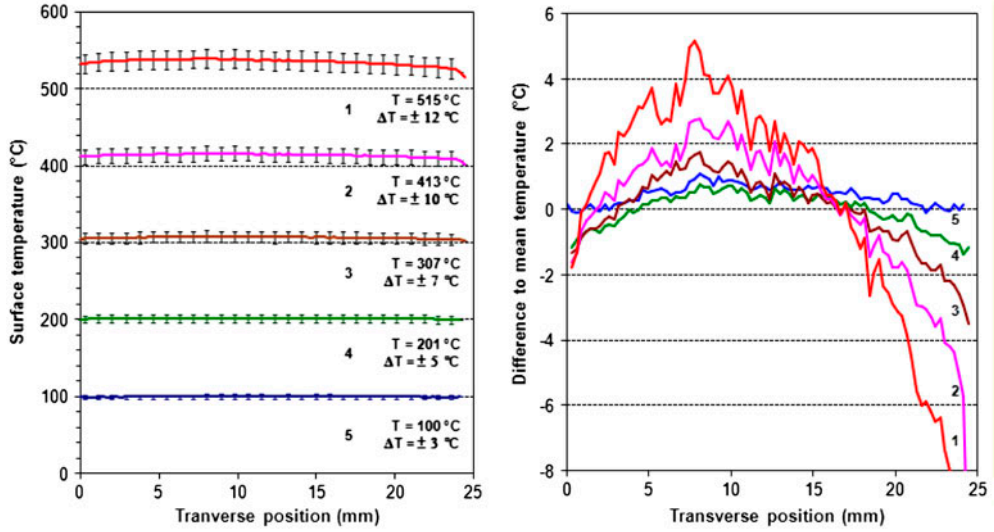 600
500
400
300
200
100
0
Surface temperature (°C)
1
T = 515 °C
ΔT = ± 12 °C
2
T = 413 °C
ΔT = ± 10 °C
3
T = 307 °C
ΔT = ± 7 °C
4
T = 201 °C
ΔT = ± 5 °C
5
T = 100 °C
ΔT = ± 3 °C
0 5 10 15 20 25
Tranverse position (mm)
6
4
2
0
-2
-4
-6
-8
Difference to mean temperature (°C)
5
4
3
2
1
0 5 10 15 20 25
Transverse position (mm)